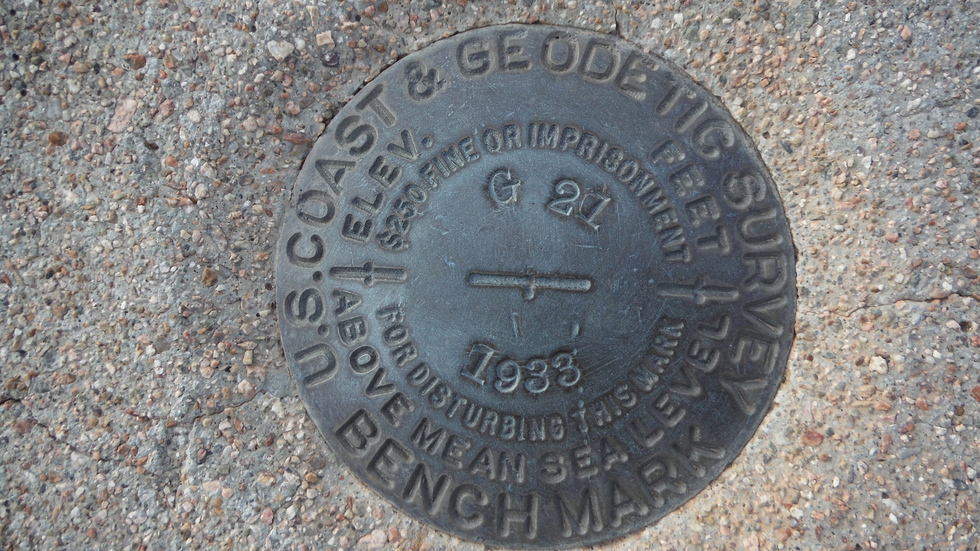 U.S. COAST & GEODETIC SURVEY
BENCH MARK
ELEV. FEET
ABOVE MEAN SEA LEVEL
$250 FINE OR IMPRISONMENT
FOR DISTURBING THIS MARK
G 21
1933